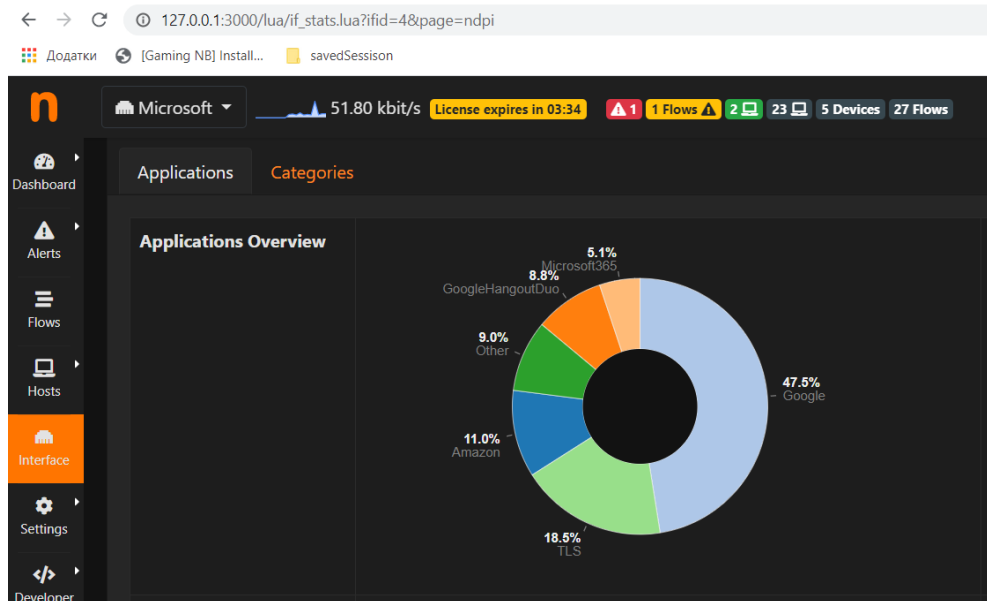 127.0.0.1:3000/lua/if_stats.lua?ifid=4&page=ndpi
Додатки [Gaming NB] Install... savedSessison
n Microsoft 51.80 kbit/s License expires in 03:34 1 1 Flows 2 23 5 Devices 27 Flows
Dashboard
Alerts
Flows
Hosts
Interface
Settings
</> Developer
Applications Categories
Applications Overview
5.1%
Microsoft365
8.8%
GoogleHangoutDuo
9.0%
Other
47.5%
Google
11.0%
Amazon
18.5%
TLS